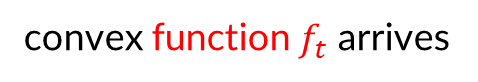 convex function fₜ arrives